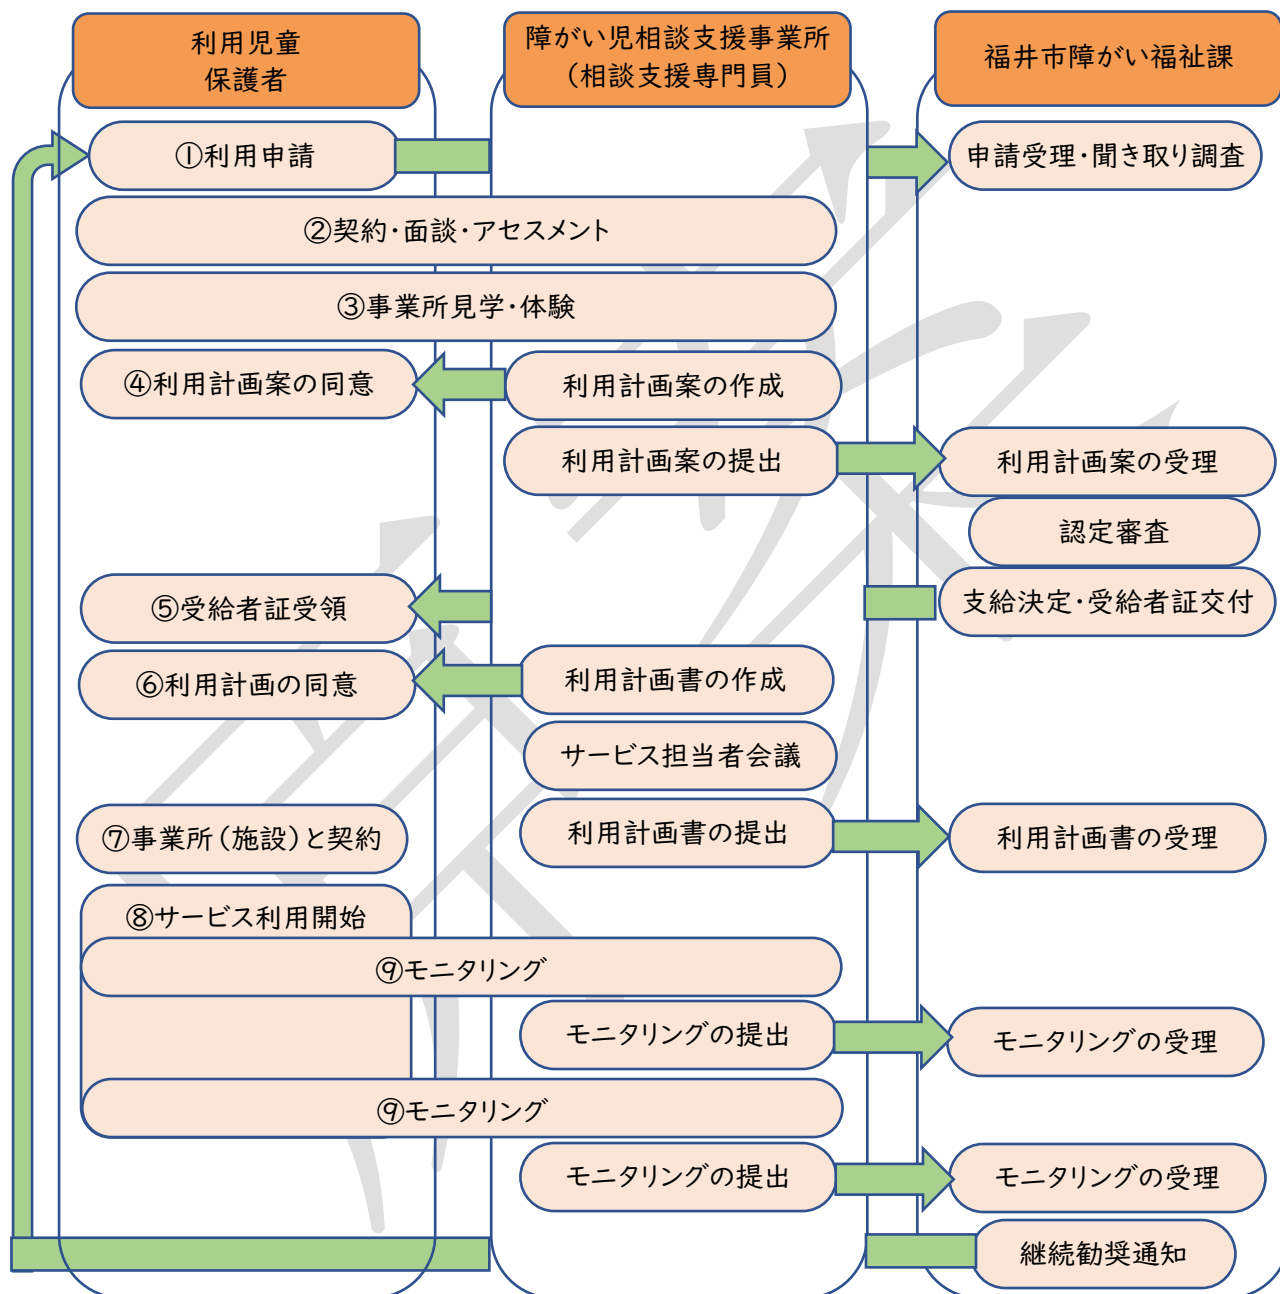 利用児童
保護者
障がい児相談支援事業所
（相談支援専門員）
福井市障がい福祉課
①利用申請
申請受理・聞き取り調査
②契約・面談・アセスメント
③事業所見学・体験
④利用計画案の同意
利用計画案の作成
利用計画案の提出
利用計画案の受理
認定審査
⑤受給者証受領
支給決定・受給者証交付
⑥利用計画の同意
利用計画書の作成
サービス担当者会議
⑦事業所（施設）と契約
利用計画書の提出
利用計画書の受理
⑧サービス利用開始
⑨モニタリング
モニタリングの提出
モニタリングの受理
⑨モニタリング
モニタリングの提出
モニタリングの受理
継続勧奨通知